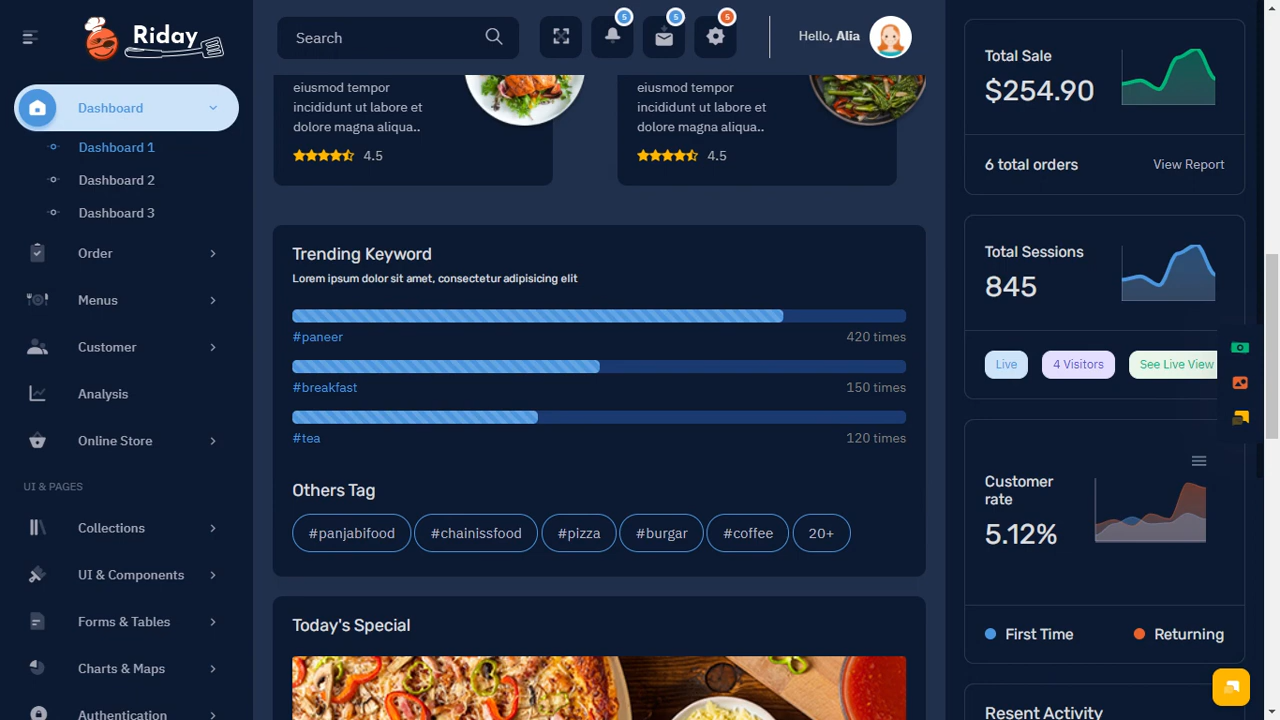 Riday
Search
5
5
5
Hello, Alia
Dashboard
Dashboard 1
Dashboard 2
Dashboard 3
Order
Menus
Customer
Analysis
Online Store
UI & PAGES
Collections
UI & Components
Forms & Tables
Charts & Maps
Authentication
eiusmod tempor
incididunt ut labore et
dolore magna aliqua..
4.5
eiusmod tempor
incididunt ut labore et
dolore magna aliqua..
4.5
Trending Keyword
Lorem ipsum dolor sit amet, consectetur adipisicing elit
#paneer 420 times
#breakfast 150 times
#tea 120 times
Others Tag
#panjabifood #chainissfood #pizza #burgar #coffee 20+
Today's Special
Total Sale
$254.90
6 total orders View Report
Total Sessions
845
Live 4 Visitors See Live View
Customer
rate
5.12%
First Time Returning
Resent Activity